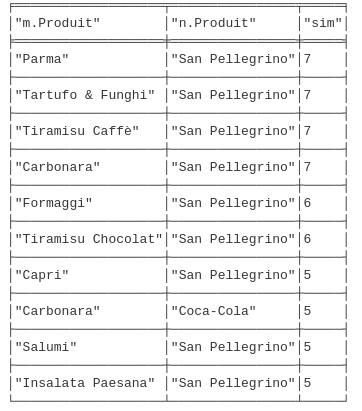 "m.Produit" "n.Produit" "sim"
"Parma" "San Pellegrino" 7
"Tartufo & Funghi" "San Pellegrino" 7
"Tiramisu Caffè" "San Pellegrino" 7
"Carbonara" "San Pellegrino" 7
"Formaggi" "San Pellegrino" 6
"Tiramisu Chocolat" "San Pellegrino" 6
"Capri" "San Pellegrino" 5
"Carbonara" "Coca-Cola" 5
"Salumi" "San Pellegrino" 5
"Insalata Paesana" "San Pellegrino" 5